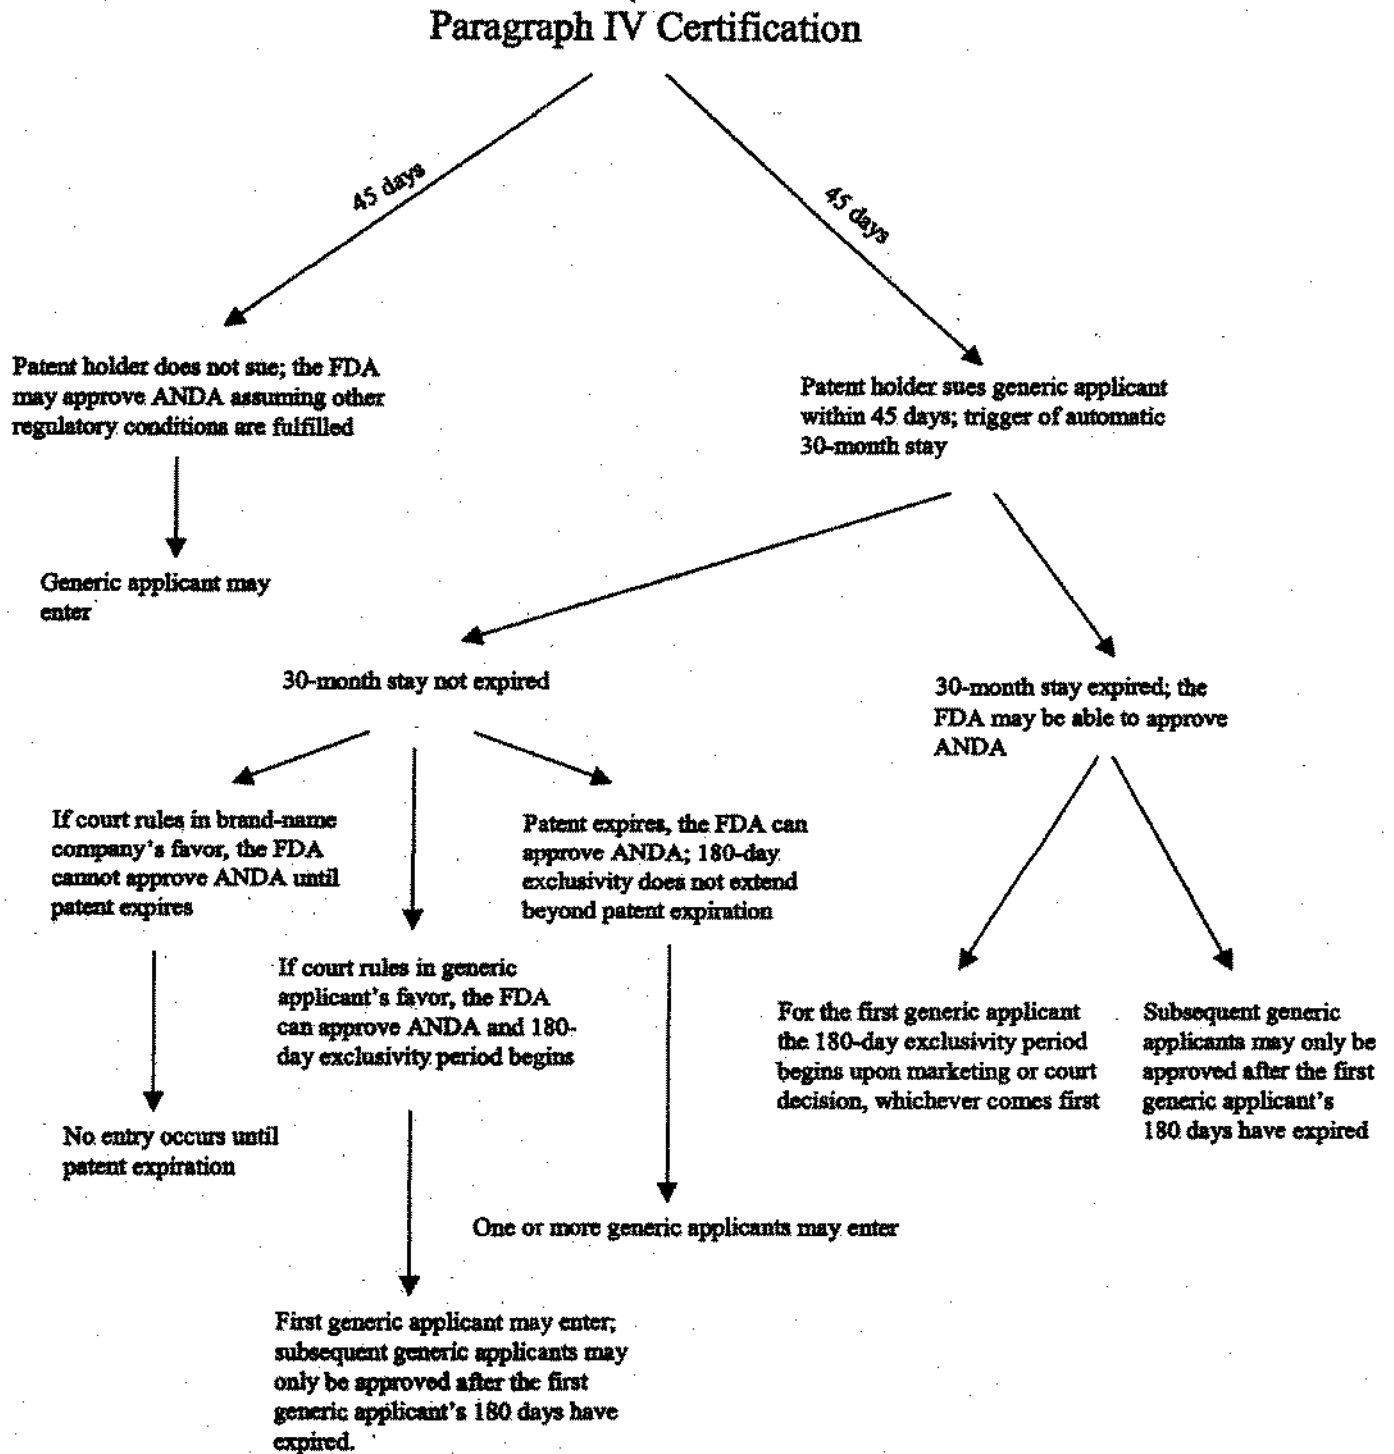 Paragraph IV Certification
45 days
45 days
Patent holder does not sue; the FDA
may approve ANDA assuming other
regulatory conditions are fulfilled
Patent holder sues generic applicant
within 45 days; trigger of automatic
30-month stay
Generic applicant may
enter
30-month stay not expired
30-month stay expired; the
FDA may be able to approve
ANDA
If court rules in brand-name
company's favor, the FDA
cannot approve ANDA until
patent expires
Patent expires, the FDA can
approve ANDA; 180-day
exclusivity does not extend
beyond patent expiration
If court rules in generic
applicant's favor, the FDA
can approve ANDA and 180-
day exclusivity period begins
For the first generic applicant
the 180-day exclusivity period
begins upon marketing or court
decision, whichever comes first
Subsequent generic
applicants may only be
approved after the first
generic applicant's
180 days have expired
No entry occurs until
patent expiration
One or more generic applicants may enter
First generic applicant may enter;
subsequent generic applicants may
only be approved after the first
generic applicant's 180 days have
expired.